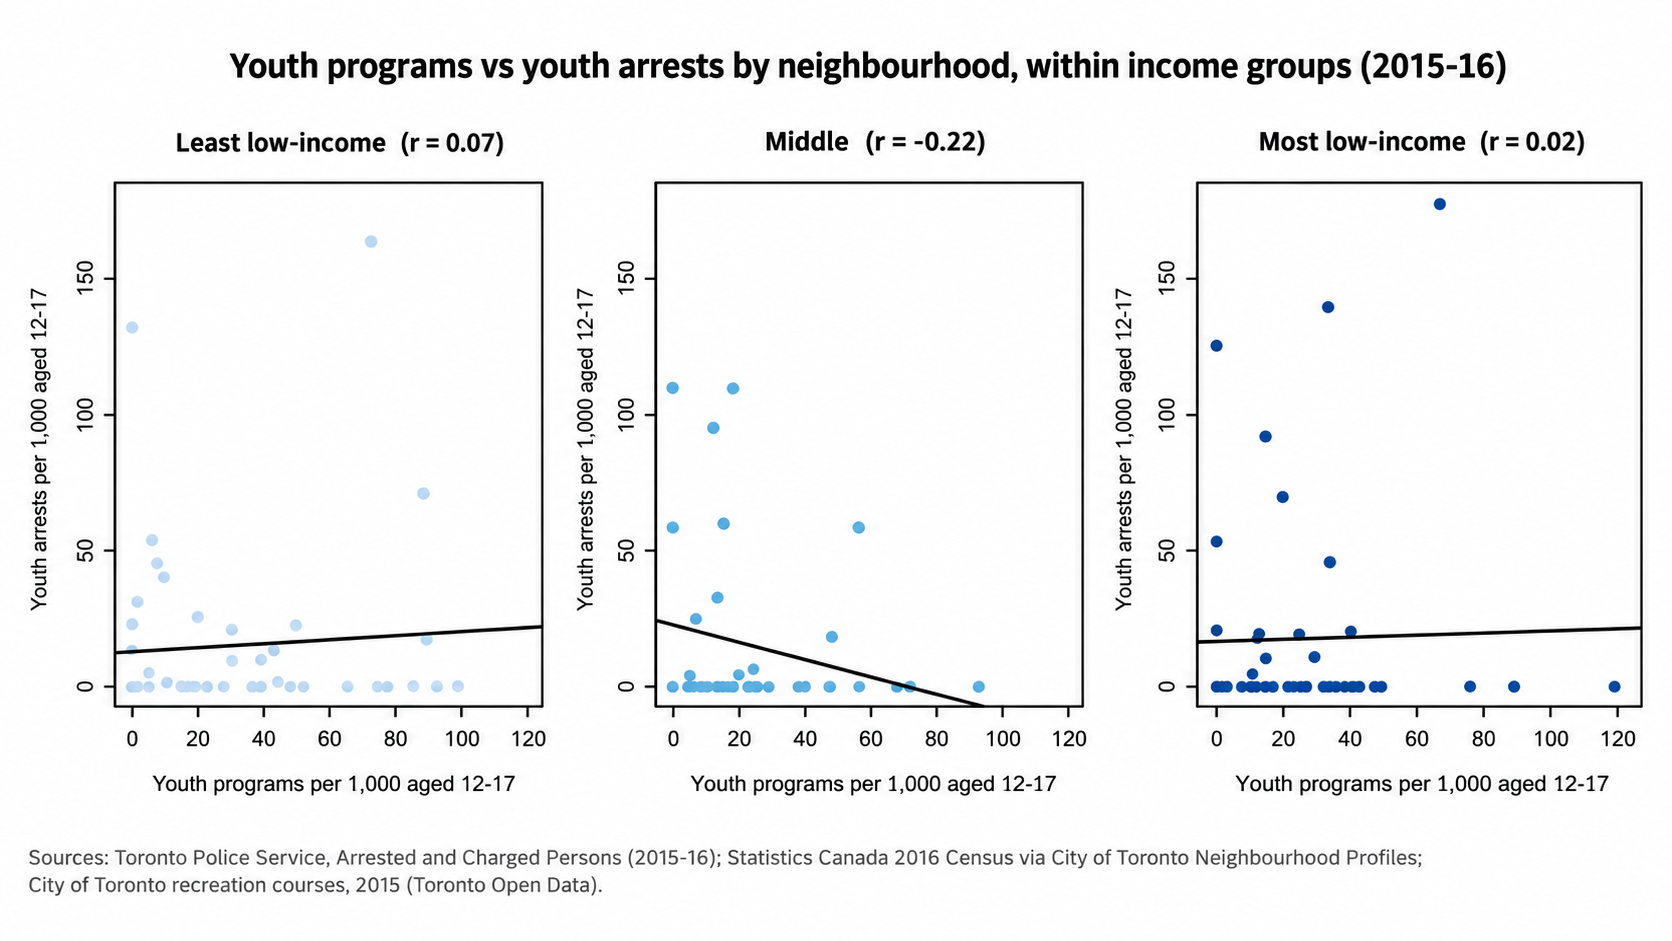 Youth programs vs youth arrests by neighbourhood, within income groups (2015-16)
Least low-income (r = 0.07)
Youth arrests per 1,000 aged 12-17
150
100
50
0
0 20 40 60 80 100 120
Youth programs per 1,000 aged 12-17
Middle (r = -0.22)
Youth arrests per 1,000 aged 12-17
150
100
50
0
0 20 40 60 80 100 120
Youth programs per 1,000 aged 12-17
Most low-income (r = 0.02)
Youth arrests per 1,000 aged 12-17
150
100
50
0
0 20 40 60 80 100 120
Youth programs per 1,000 aged 12-17
Sources: Toronto Police Service, Arrested and Charged Persons (2015-16); Statistics Canada 2016 Census via City of Toronto Neighbourhood Profiles;
City of Toronto recreation courses, 2015 (Toronto Open Data).